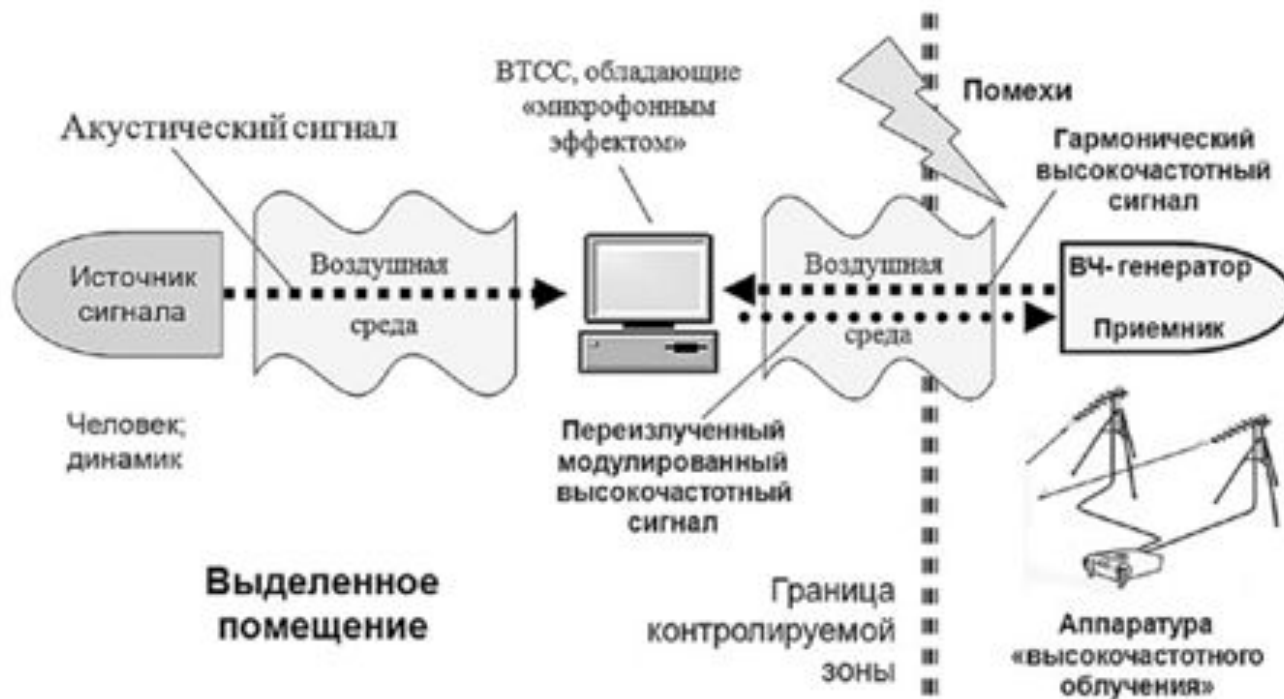 ВТСС, обладающие
«микрофонным
эффектом»
Акустический сигнал
Помехи
Гармонический
высокочастотный
сигнал
Источник
сигнала
Воздушная
среда
Воздушная
среда
ВЧ- генератор
Приемник
Человек;
динамик
Переизлученный
модулированный
высокочастотный
сигнал
Выделенное
помещение
Граница
контролируемой
зоны
Аппаратура
«высокочастотного
облучения»